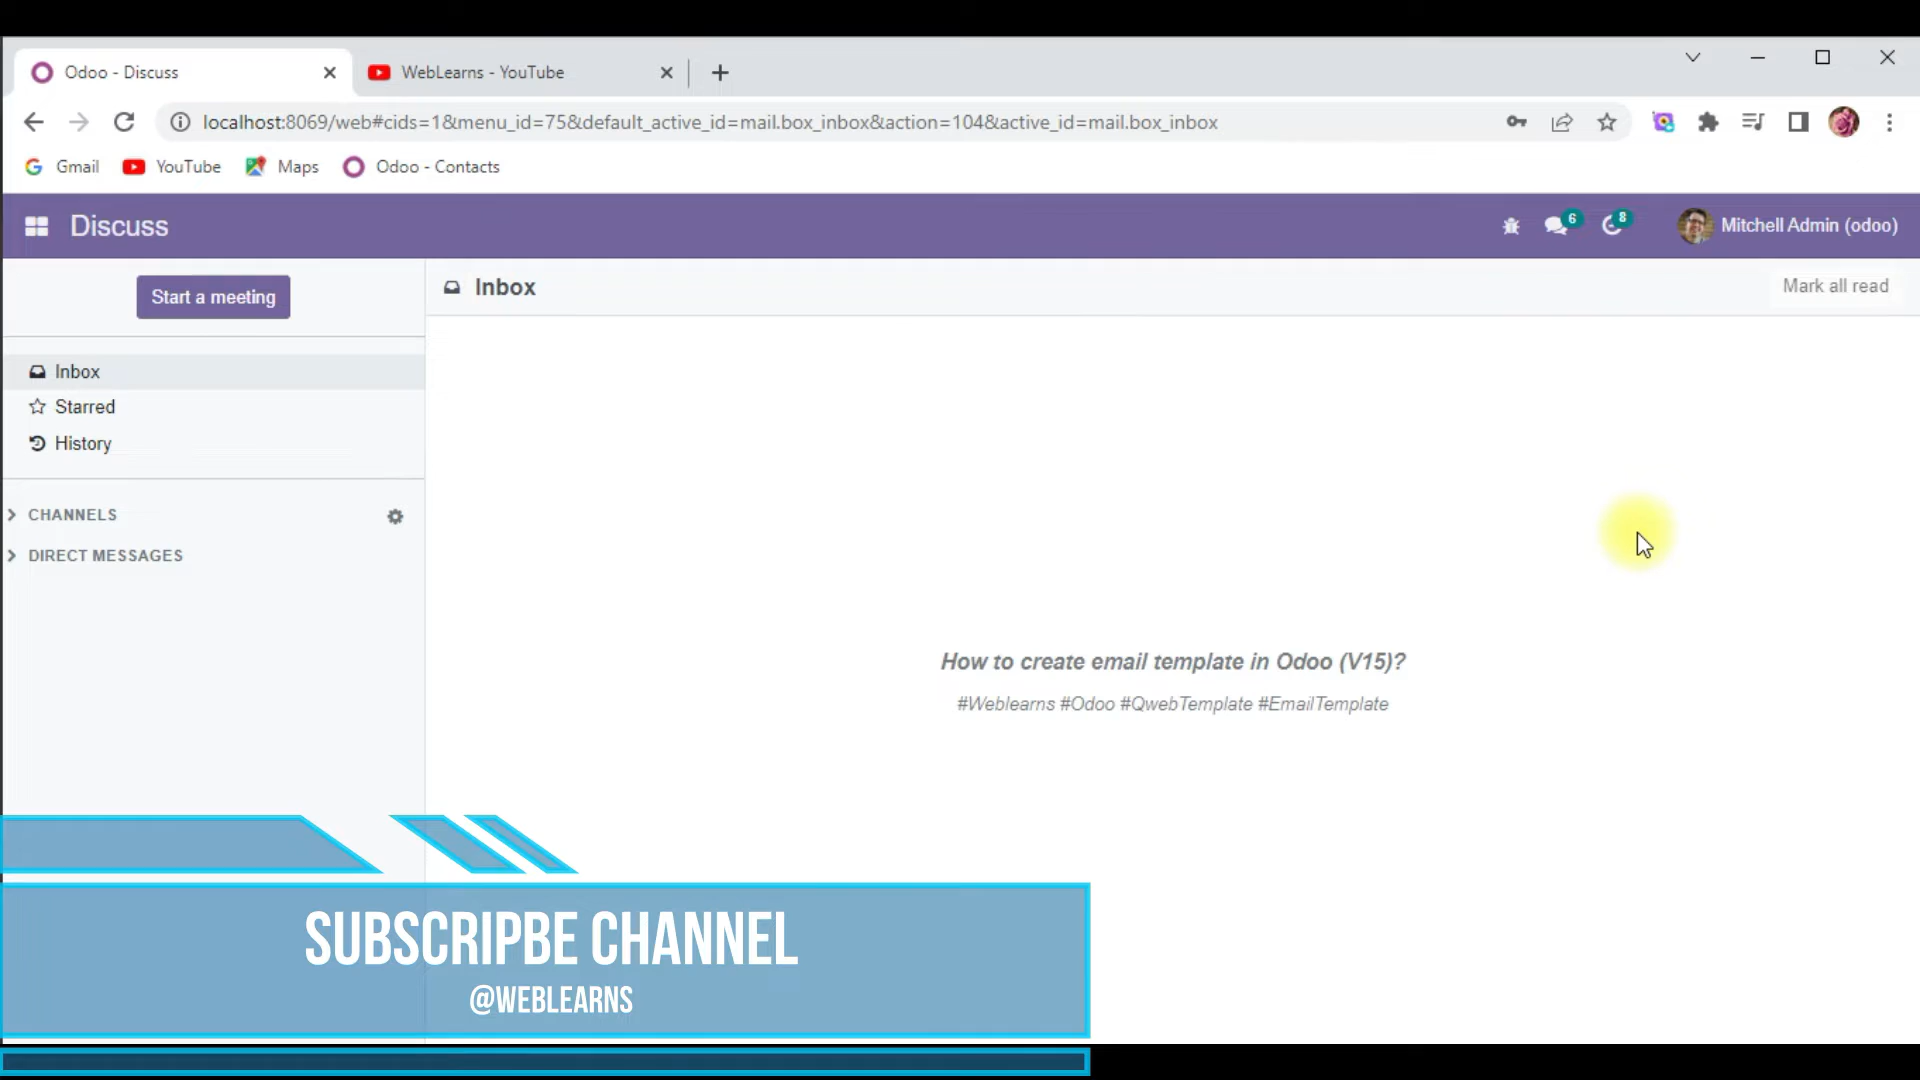 Odoo - Discuss
WebLearns - YouTube
localhost:8069/web#cids=1&menu_id=75&default_active_id=mail.box_inbox&action=104&active_id=mail.box_inbox
Gmail
YouTube
Maps
Odoo - Contacts
Discuss
6
8
Mitchell Admin (odoo)
Start a meeting
Inbox
Mark all read
Inbox
Starred
History
CHANNELS
DIRECT MESSAGES
How to create email template in Odoo (V15)?
#Weblearns #Odoo #QwebTemplate #EmailTemplate
SUBSCRIPBE CHANNEL
@WEBLEARNS